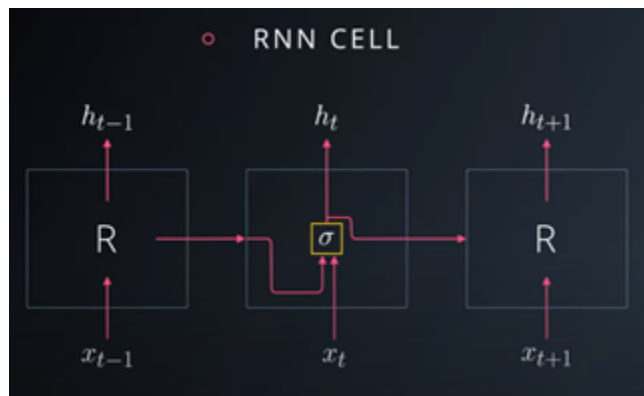 RNN CELL
h_{t-1} h_t h_{t+1}
R σ R
x_{t-1} x_t x_{t+1}